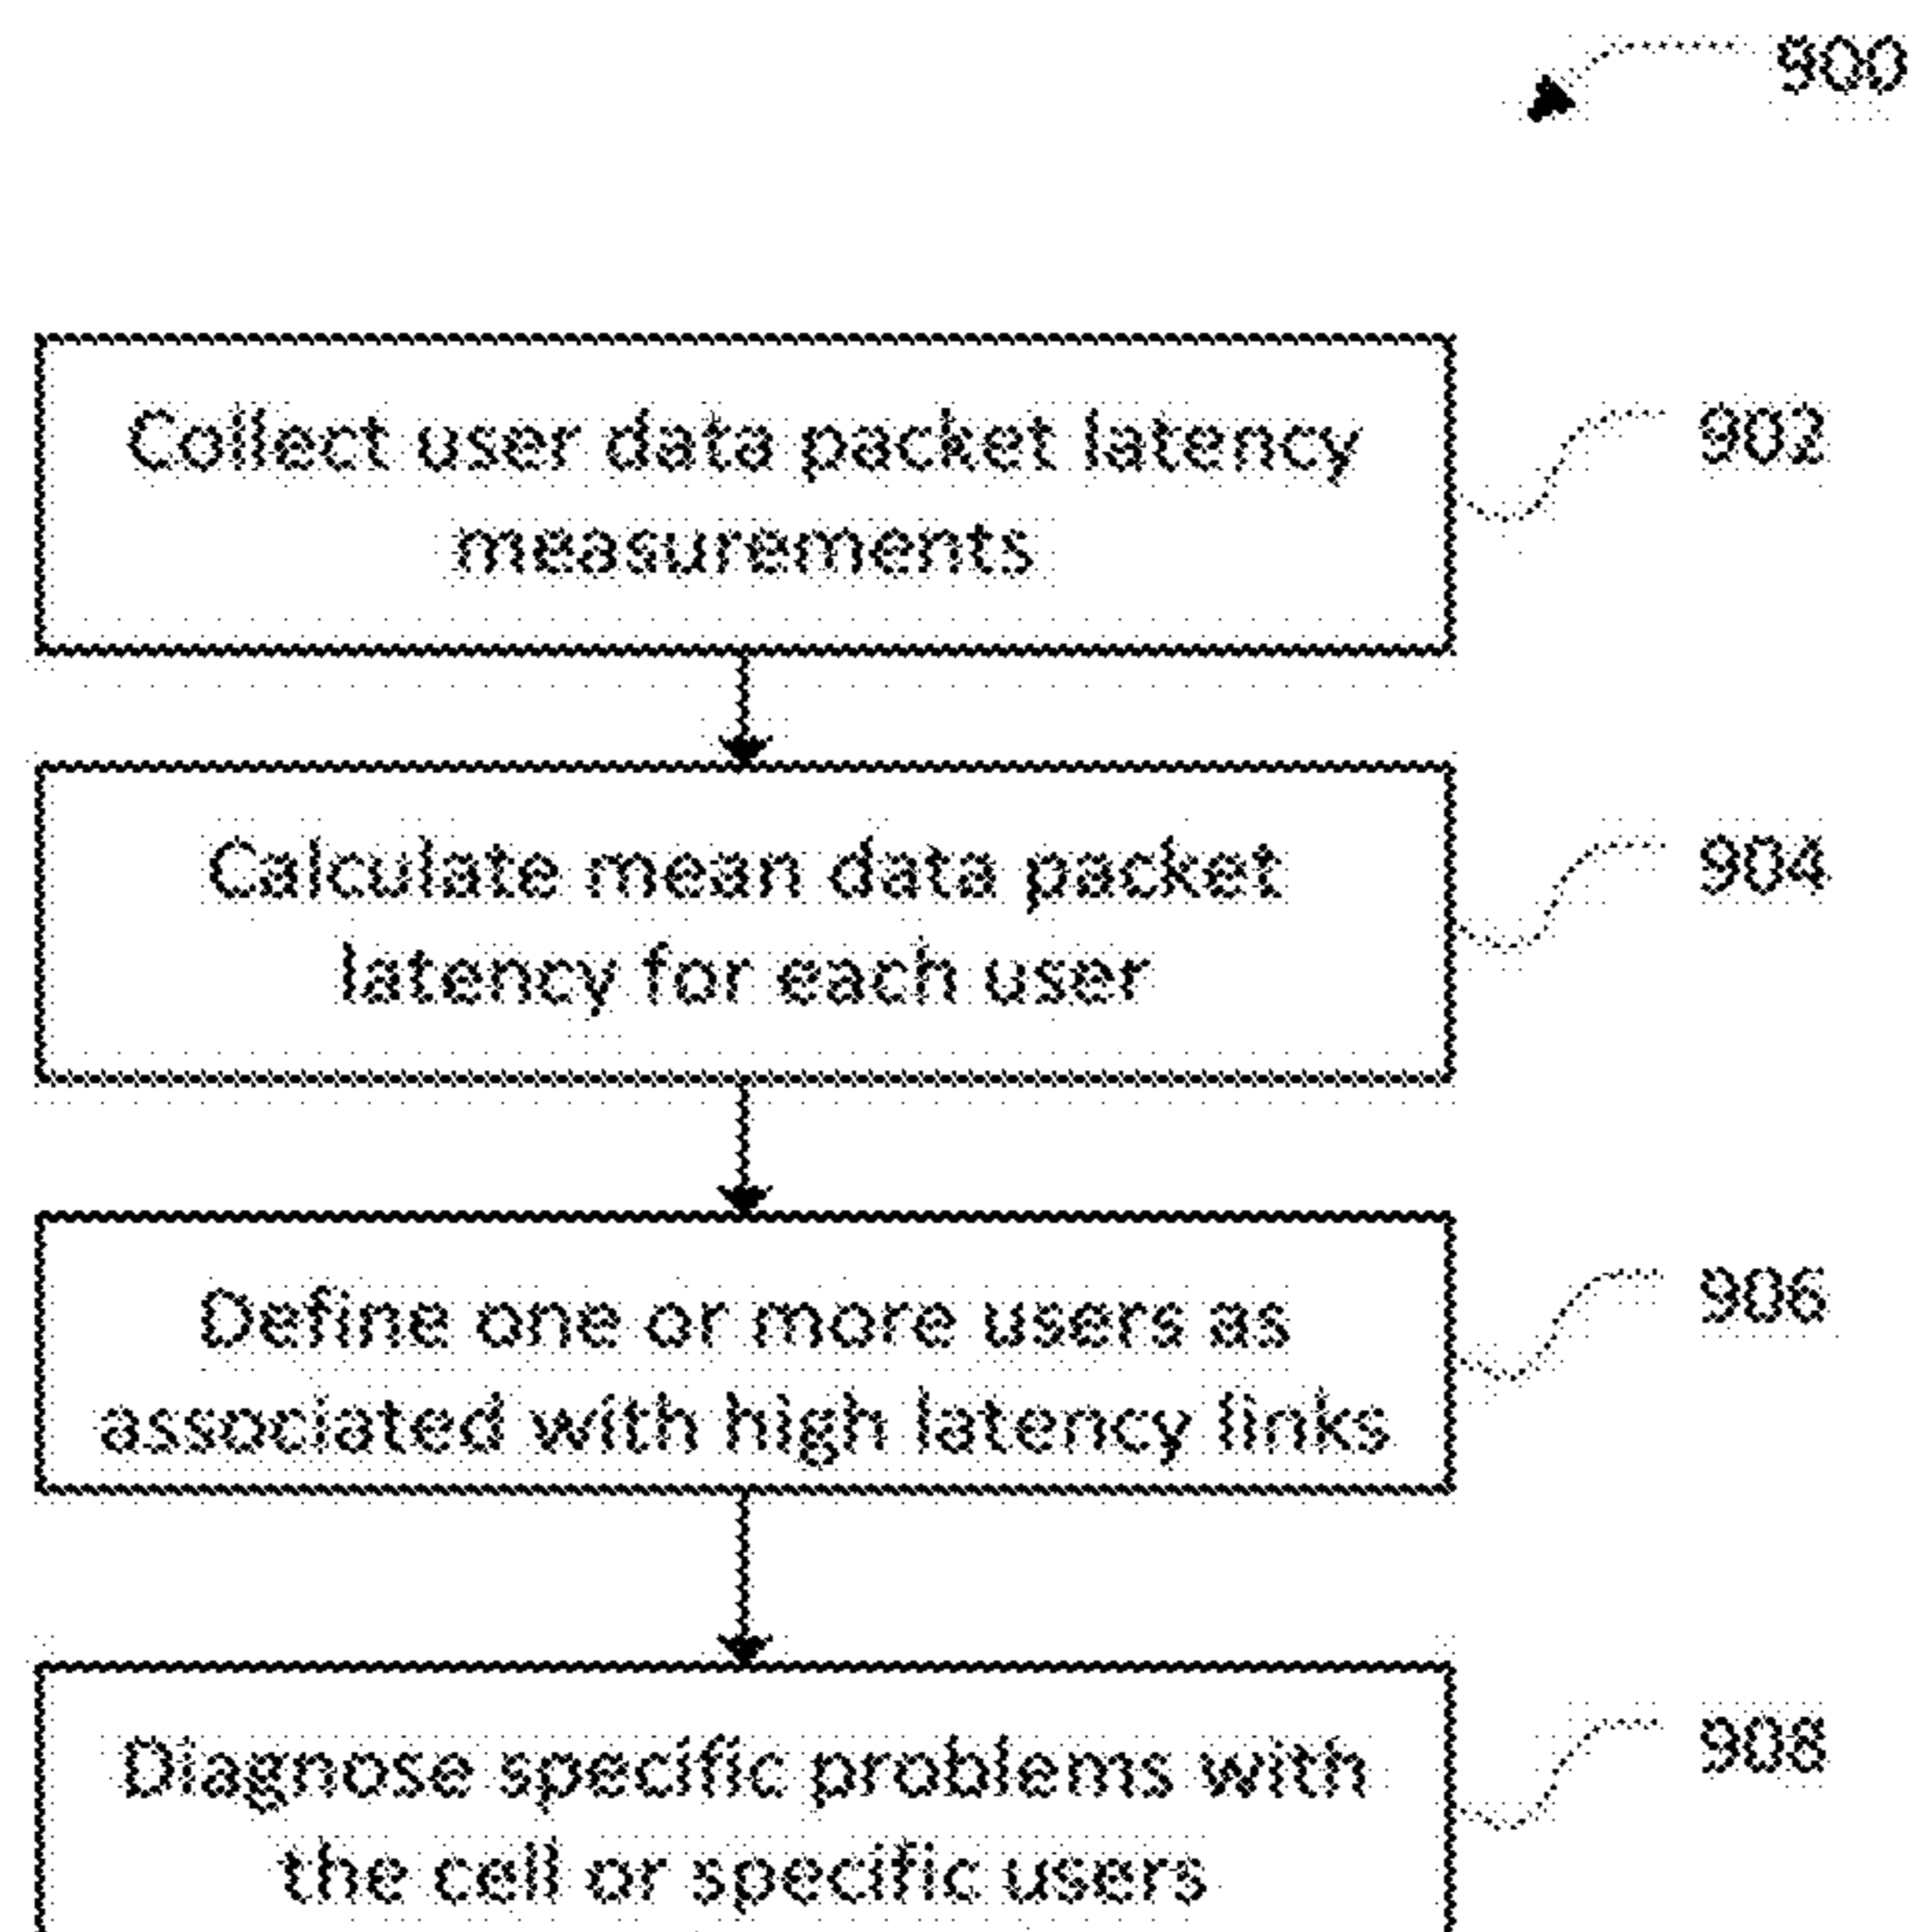 900
Collect user data packet latency
measurements
902
Calculate mean data packet
latency for each user
904
Define one or more users as
associated with high latency links
906
Diagnose specific problems with
the cell or specific users
908